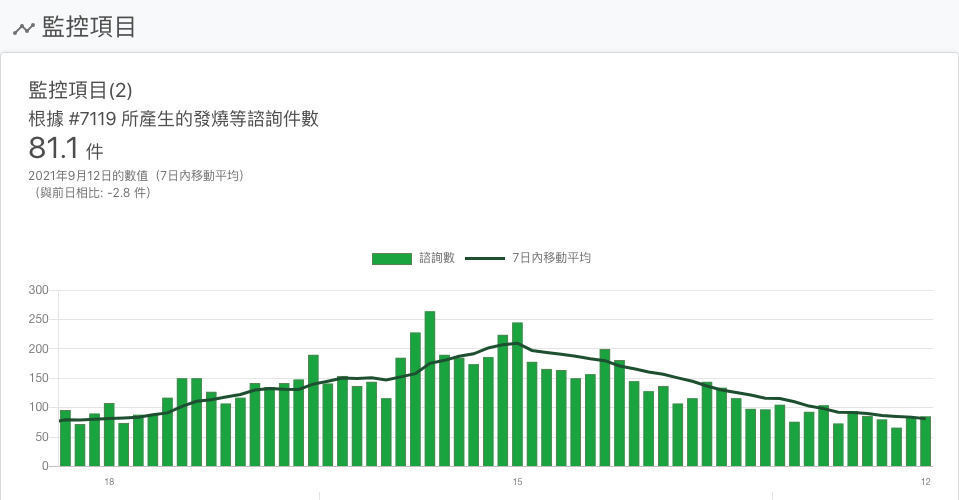 監控項目
監控項目(2)
根據 #7119 所產生的發燒等諮詢件數
81.1 件
2021年9月12日的數值（7日內移動平均）
（與前日相比: -2.8 件）
諮詢數 7日內移動平均
300
250
200
150
100
50
0
18 15 12